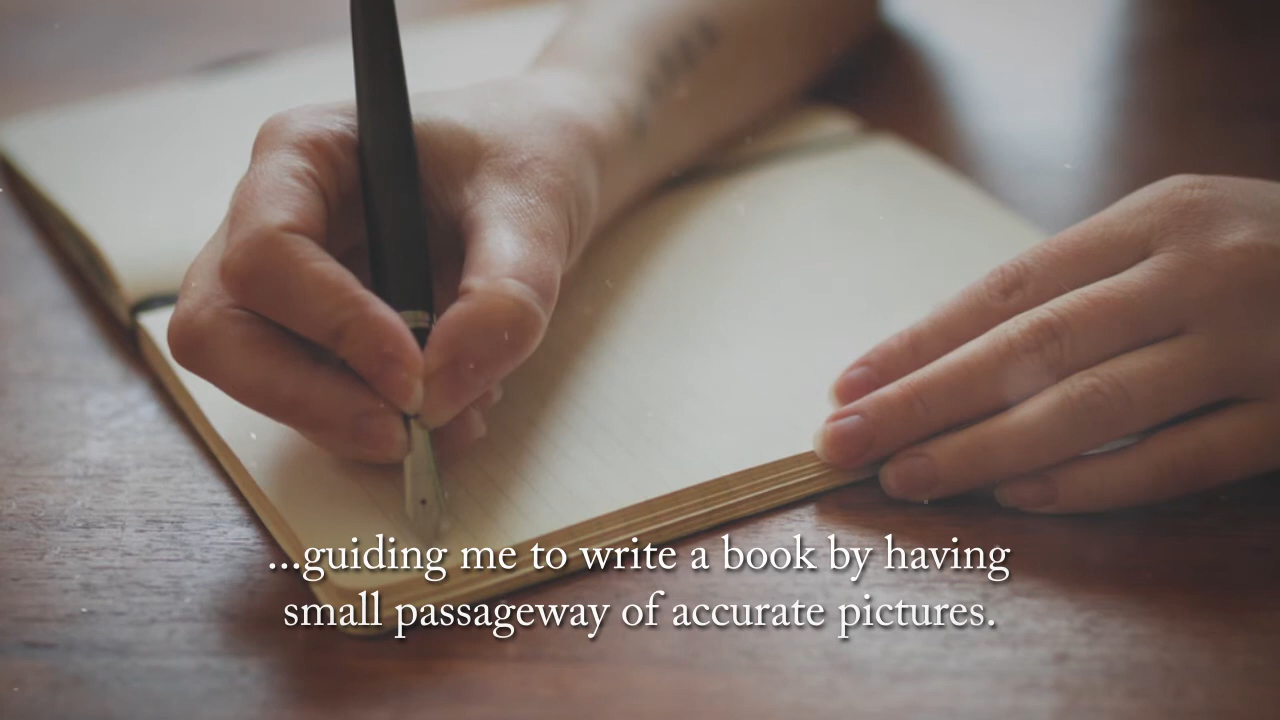 ...guiding me to write a book by having
small passageway of accurate pictures.